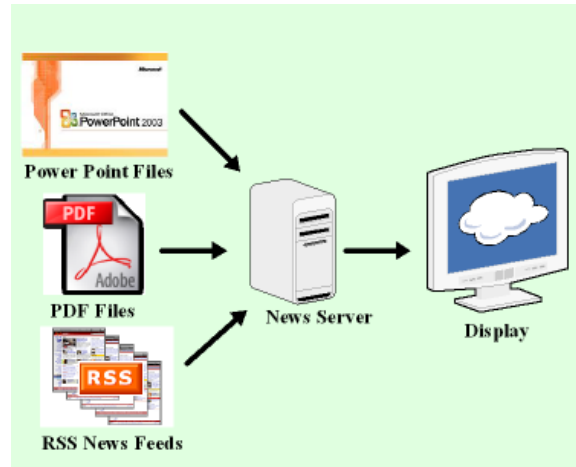 Microsoft
PowerPoint 2003
Power Point Files
PDF
Adobe
PDF Files
News Server
Display
RSS
RSS News Feeds